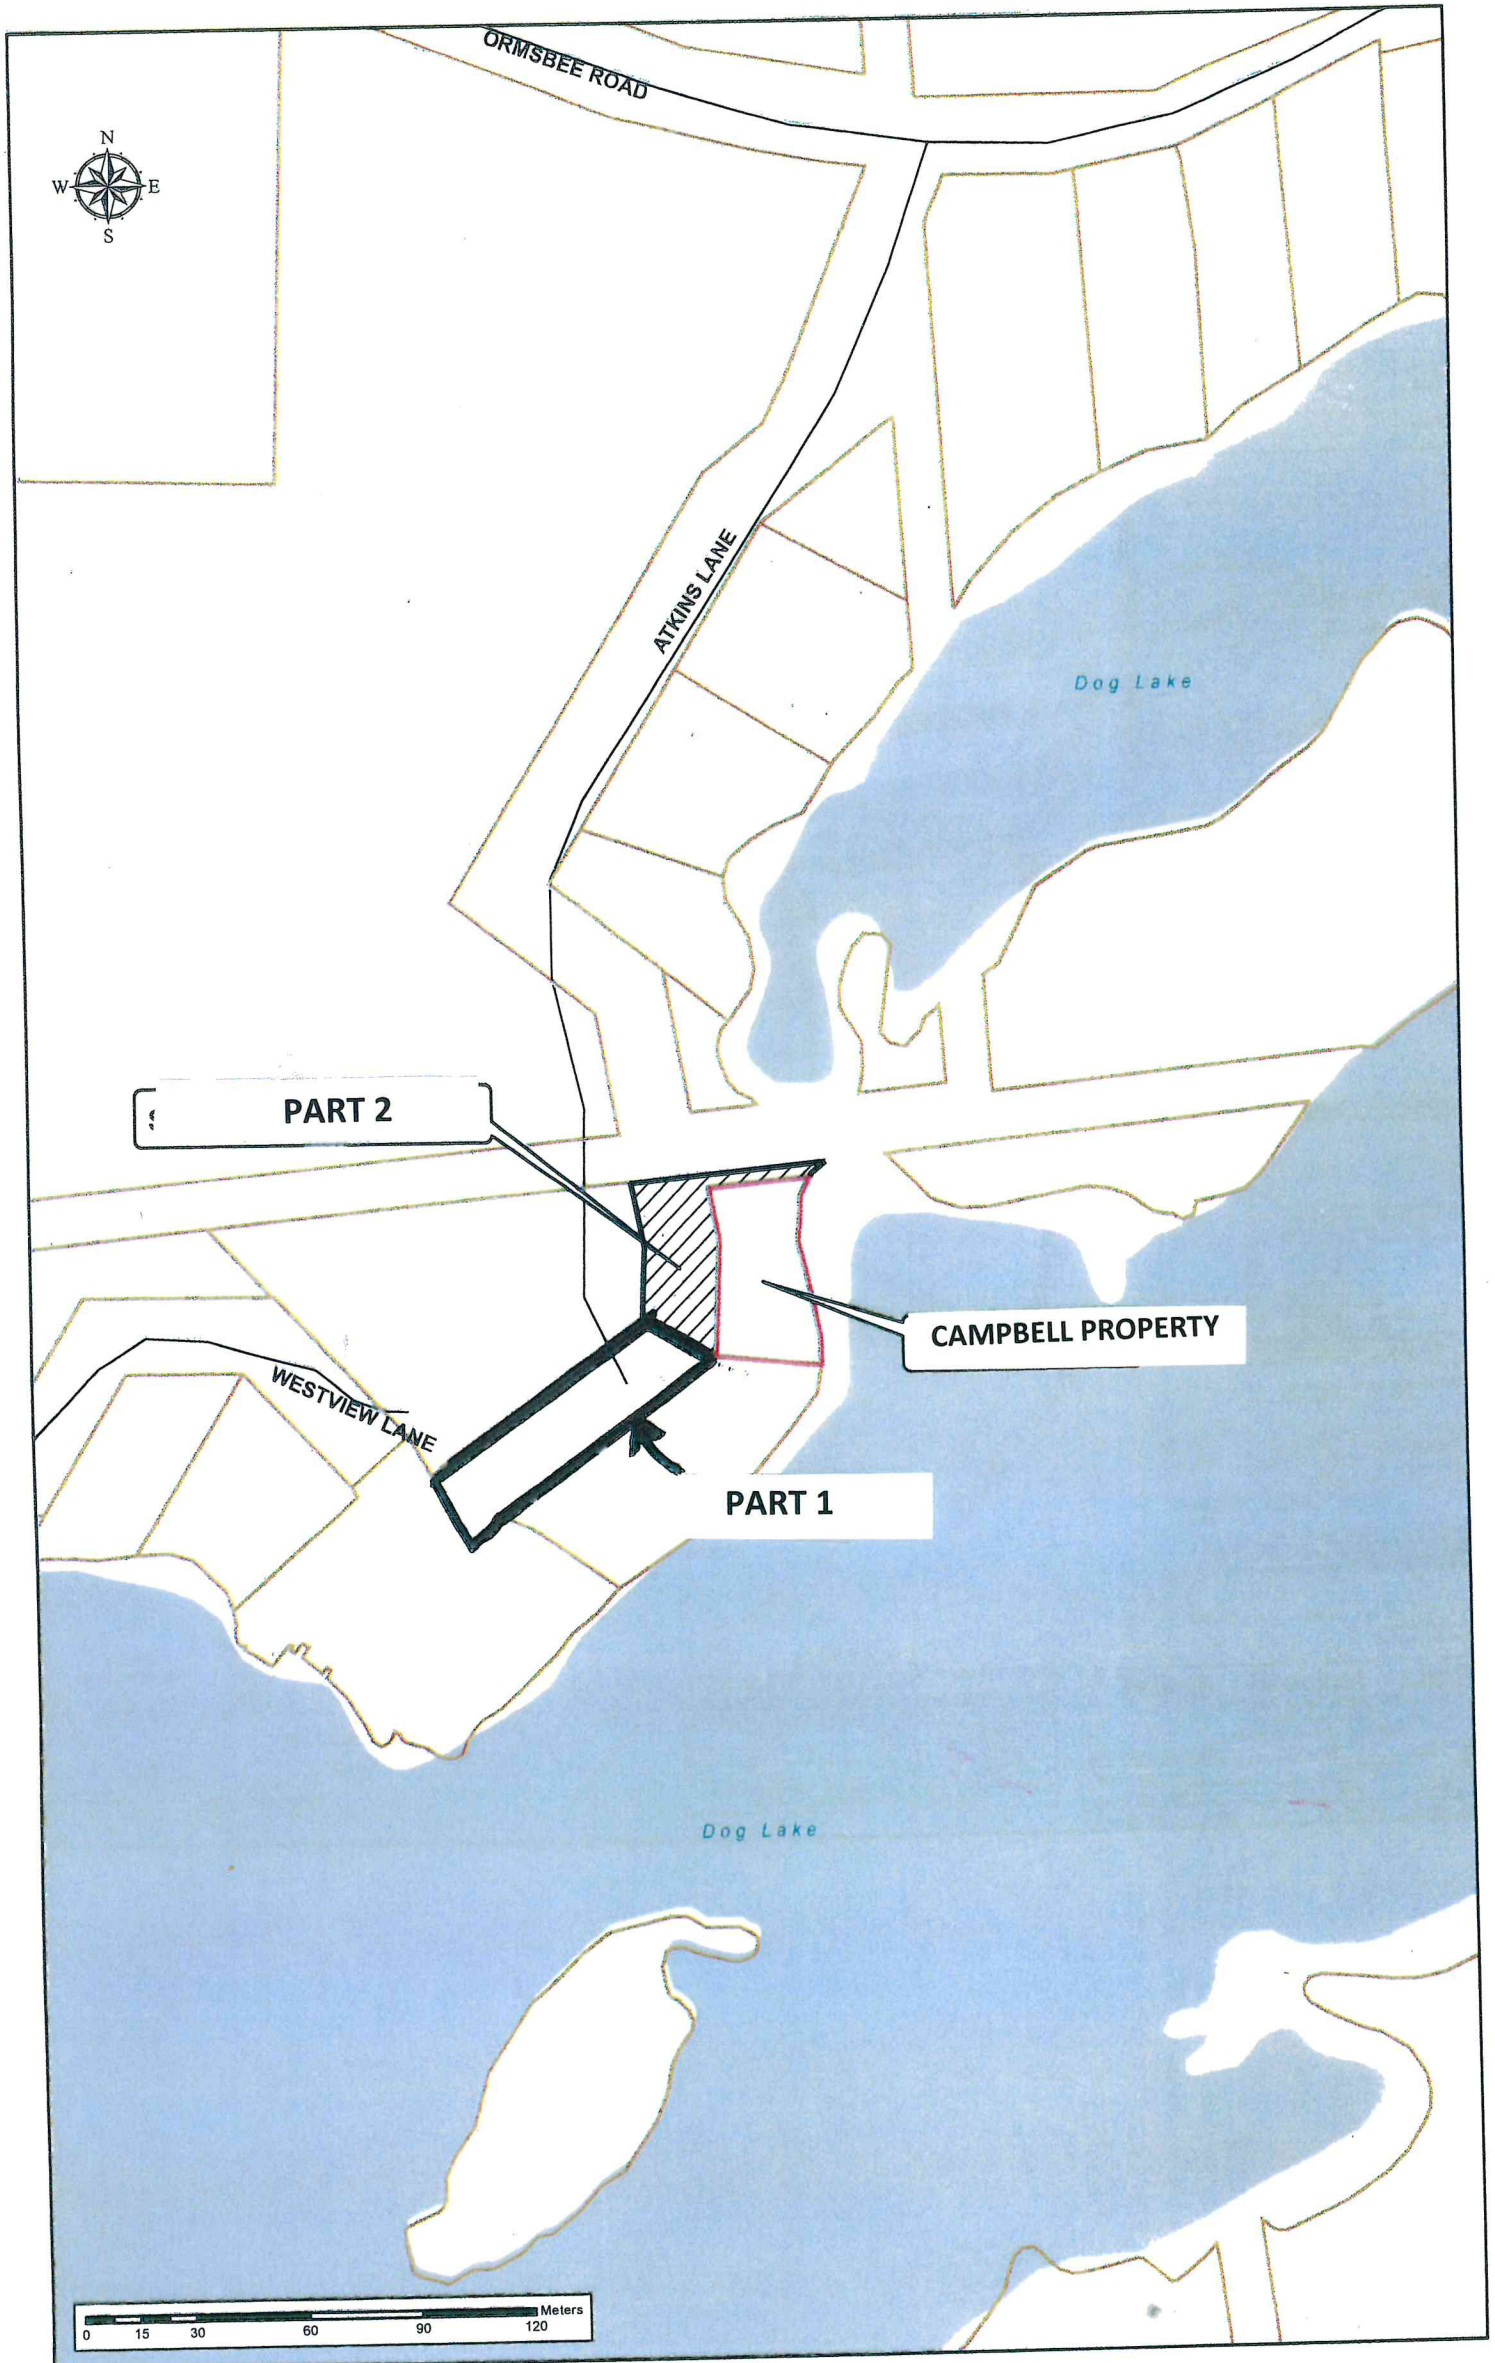 ORMSBEE ROAD
N
W E
S
ATKINS LANE
Dog Lake
PART 2
CAMPBELL PROPERTY
WESTVIEW LANE
PART 1
Dog Lake
Meters
0 15 30 60 90 120